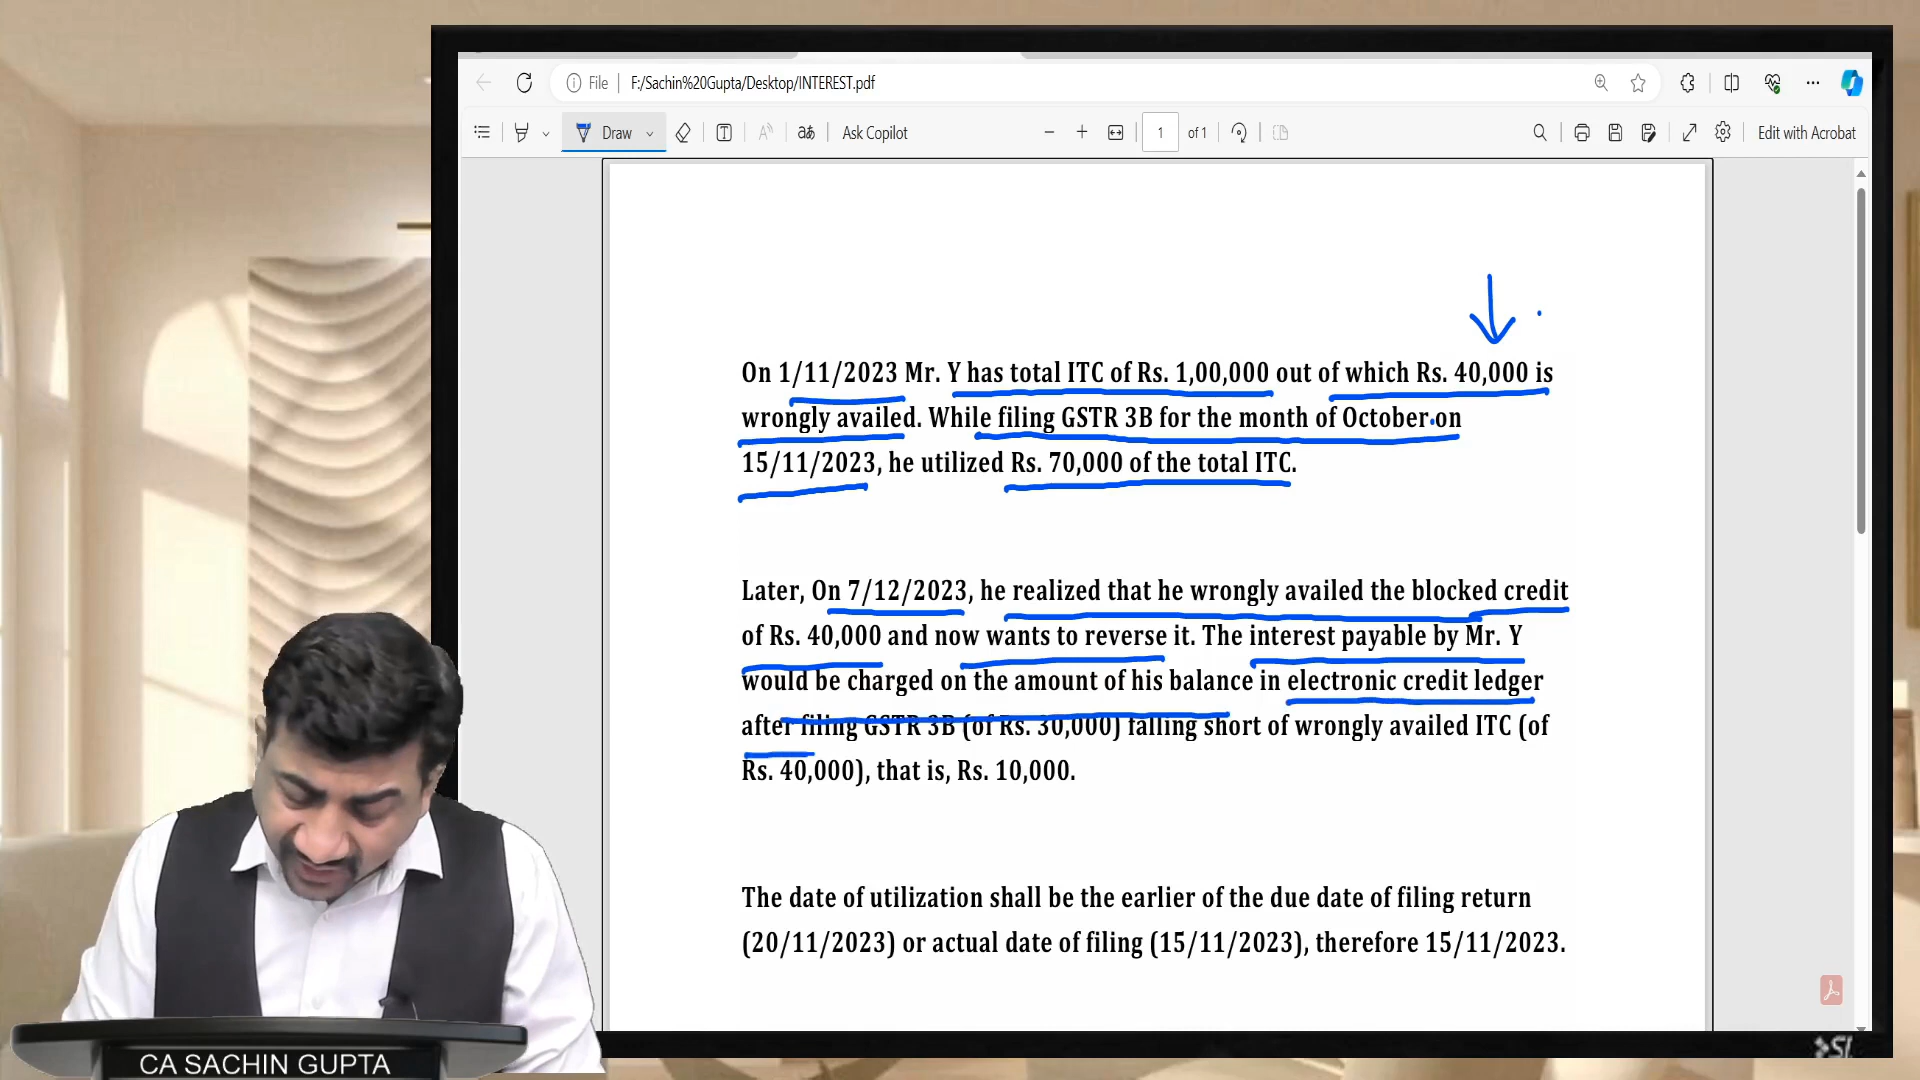 File
F:/Sachin%20Gupta/Desktop/INTEREST.pdf
Draw
Ask Copilot
1
of 1
Edit with Acrobat
On 1/11/2023 Mr. Y has total ITC of Rs. 1,00,000 out of which Rs. 40,000 is
wrongly availed. While filing GSTR 3B for the month of October on
15/11/2023, he utilized Rs. 70,000 of the total ITC.
Later, On 7/12/2023, he realized that he wrongly availed the blocked credit
of Rs. 40,000 and now wants to reverse it. The interest payable by Mr. Y
would be charged on the amount of his balance in electronic credit ledger
after filing GSTR 3B (of Rs. 30,000) falling short of wrongly availed ITC (of
Rs. 40,000), that is, Rs. 10,000.
The date of utilization shall be the earlier of the due date of filing return
(20/11/2023) or actual date of filing (15/11/2023), therefore 15/11/2023.
CA SACHIN GUPTA